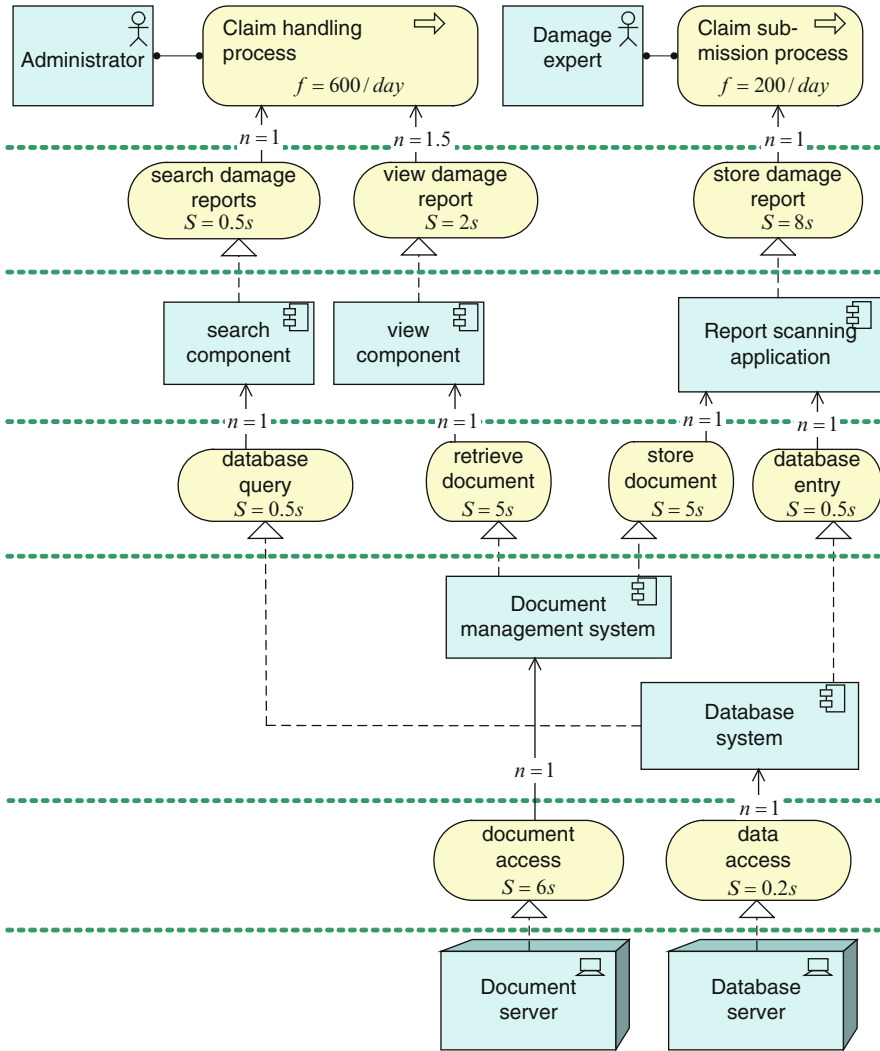 Administrator
Claim handling
process
f = 600 / day
Damage
expert
Claim sub-
mission process
f = 200 / day
n = 1
n = 1.5
n = 1
search damage
reports
S = 0.5s
view damage
report
S = 2s
store damage
report
S = 8s
search
component
view
component
Report scanning
application
n = 1
n = 1
n = 1
n = 1
database
query
S = 0.5s
retrieve
document
S = 5s
store
document
S = 5s
database
entry
S = 0.5s
Document
management system
Database
system
n = 1
n = 1
document
access
S = 6s
data
access
S = 0.2s
Document
server
Database
server